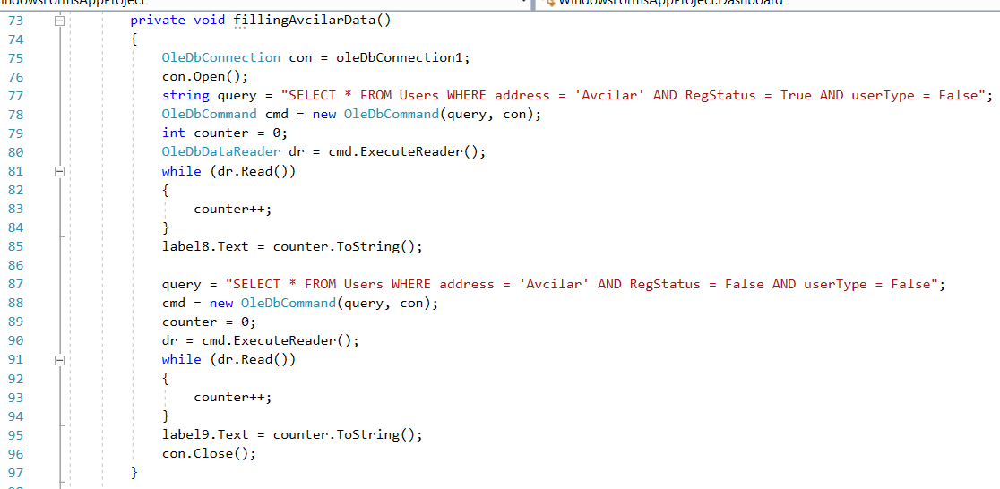 WindowsFormsAppProject
WindowsFormsAppProject.Dashboard
73 private void fillingAvcilarData()
74 {
75 OleDbConnection con = oleDbConnection1;
76 con.Open();
77 string query = "SELECT * FROM Users WHERE address = 'Avcilar' AND RegStatus = True AND userType = False";
78 OleDbCommand cmd = new OleDbCommand(query, con);
79 int counter = 0;
80 OleDbDataReader dr = cmd.ExecuteReader();
81 while (dr.Read())
82 {
83 counter++;
84 }
85 label8.Text = counter.ToString();
86
87 query = "SELECT * FROM Users WHERE address = 'Avcilar' AND RegStatus = False AND userType = False";
88 cmd = new OleDbCommand(query, con);
89 counter = 0;
90 dr = cmd.ExecuteReader();
91 while (dr.Read())
92 {
93 counter++;
94 }
95 label9.Text = counter.ToString();
96 con.Close();
97 }